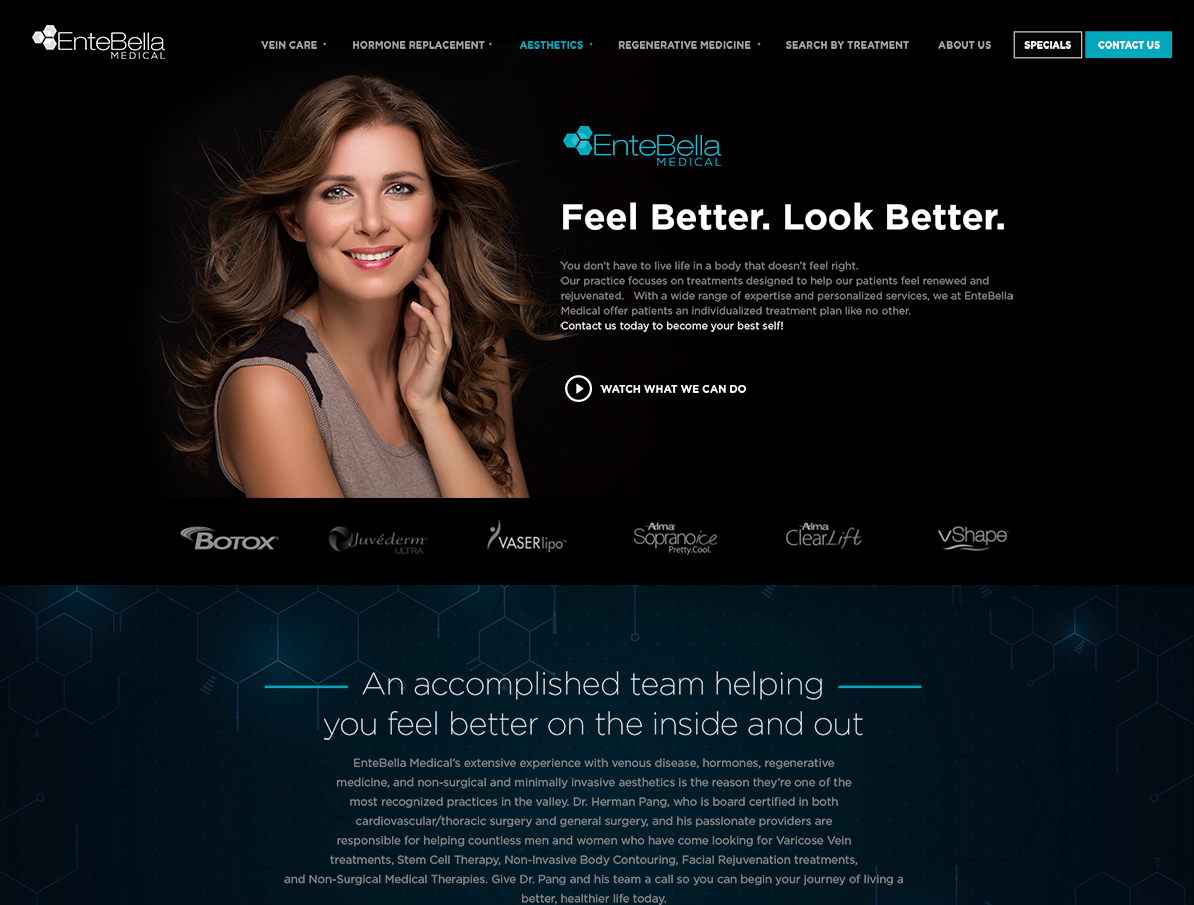 EnteBella
MEDICAL
VEIN CARE
HORMONE REPLACEMENT
AESTHETICS
REGENERATIVE MEDICINE
SEARCH BY TREATMENT
ABOUT US
SPECIALS
CONTACT US
EnteBella
MEDICAL
Feel Better. Look Better.
You don't have to live life in a body that doesn't feel right.
Our practice focuses on treatments designed to help our patients feel renewed and
rejuvenated. With a wide range of expertise and personalized services, we at EnteBella
Medical offer patients an individualized treatment plan like no other.
Contact us today to become your best self!
WATCH WHAT WE CAN DO
BOTOX
Juvéderm
ULTRA
VASERlipo™
Alma
Sopranoice
Pretty.Cool.
Alma
ClearLift
vShape
An accomplished team helping
you feel better on the inside and out
EnteBella Medical's extensive experience with venous disease, hormones, regenerative
medicine, and non-surgical and minimally invasive aesthetics is the reason they're one of the
most recognized practices in the valley. Dr. Herman Pang, who is board certified in both
cardiovascular/thoracic surgery and general surgery, and his passionate providers are
responsible for helping countless men and women who have come looking for Varicose Vein
treatments, Stem Cell Therapy, Non-Invasive Body Contouring, Facial Rejuvenation treatments,
and Non-Surgical Medical Therapies. Give Dr. Pang and his team a call so you can begin your journey of living a
better, healthier life today.